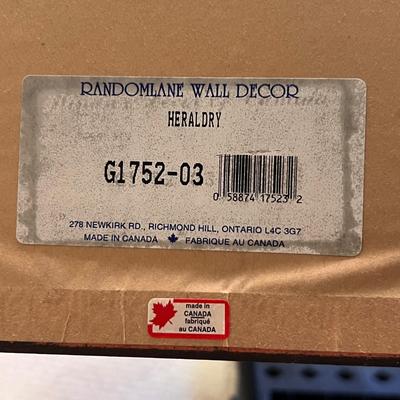 RANDOMLANE WALL DECOR
HERALDRY
G1752-03
0 58874 17523 2
278 NEWKIRK RD., RICHMOND HILL, ONTARIO L4C 3G7
MADE IN CANADA FABRIQUE AU CANADA
made in
CANADA
fabriqué
au CANADA